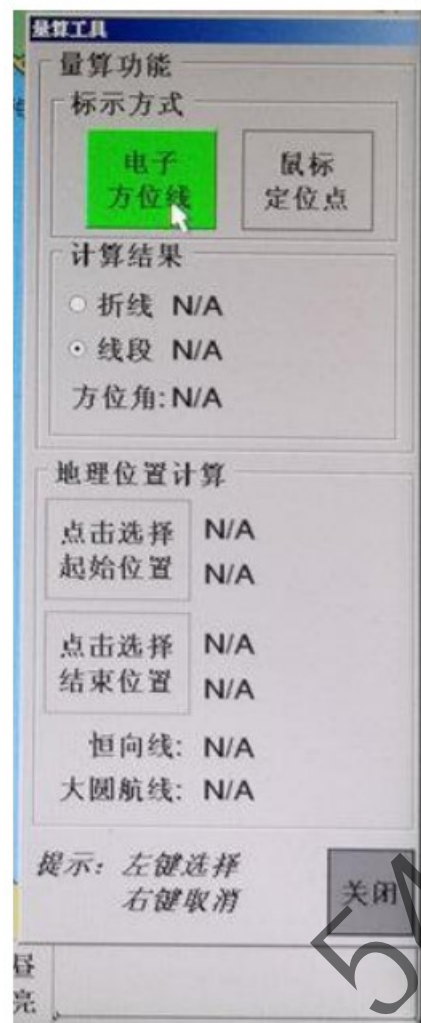 量算工具
量算功能
标示方式
电子
方位线
鼠标
定位点
计算结果
折线 N/A
线段 N/A
方位角: N/A
地理位置计算
点击选择
起始位置
N/A
N/A
点击选择
结束位置
N/A
N/A
恒向线: N/A
大圆航线: N/A
提示: 左键选择
右键取消
关闭
昼
亮
54